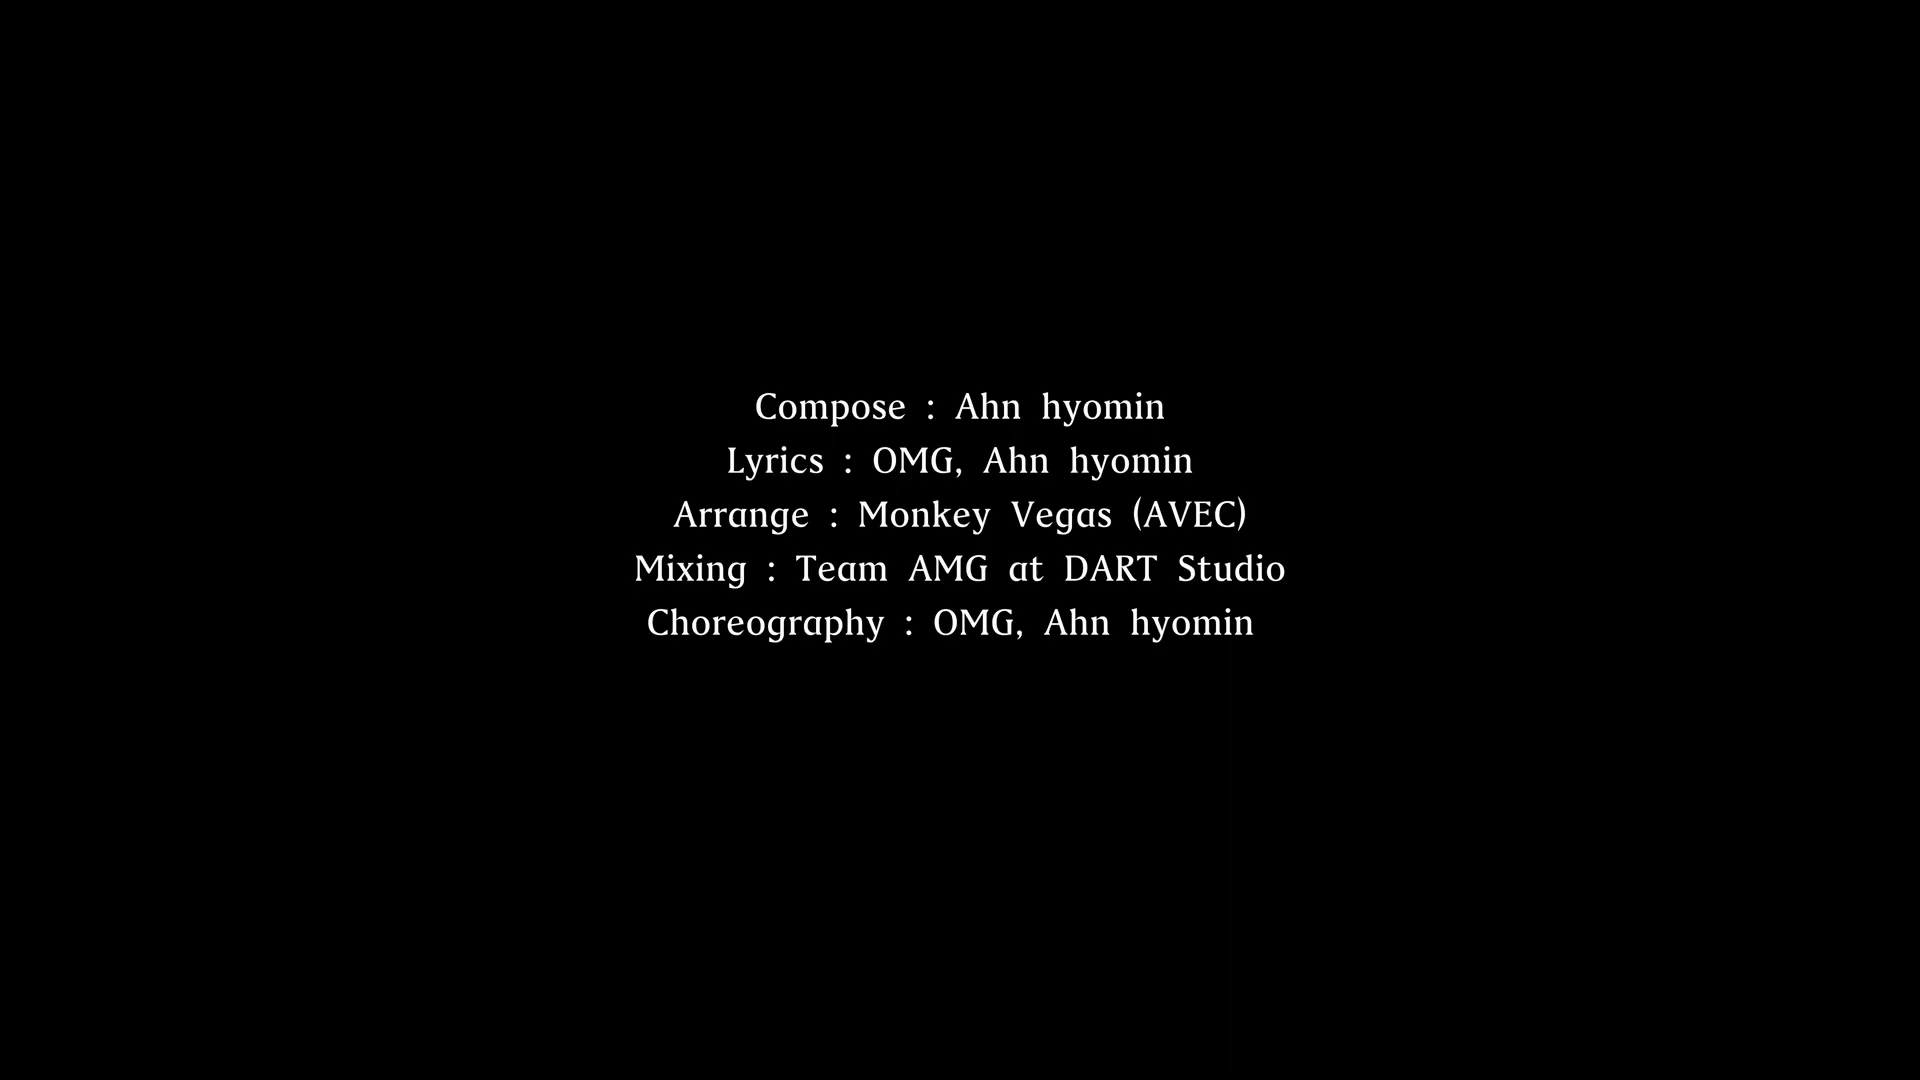 Compose : Ahn hyomin
Lyrics : OMG, Ahn hyomin
Arrange : Monkey Vegas (AVEC)
Mixing : Team AMG at DART Studio
Choreography : OMG, Ahn hyomin